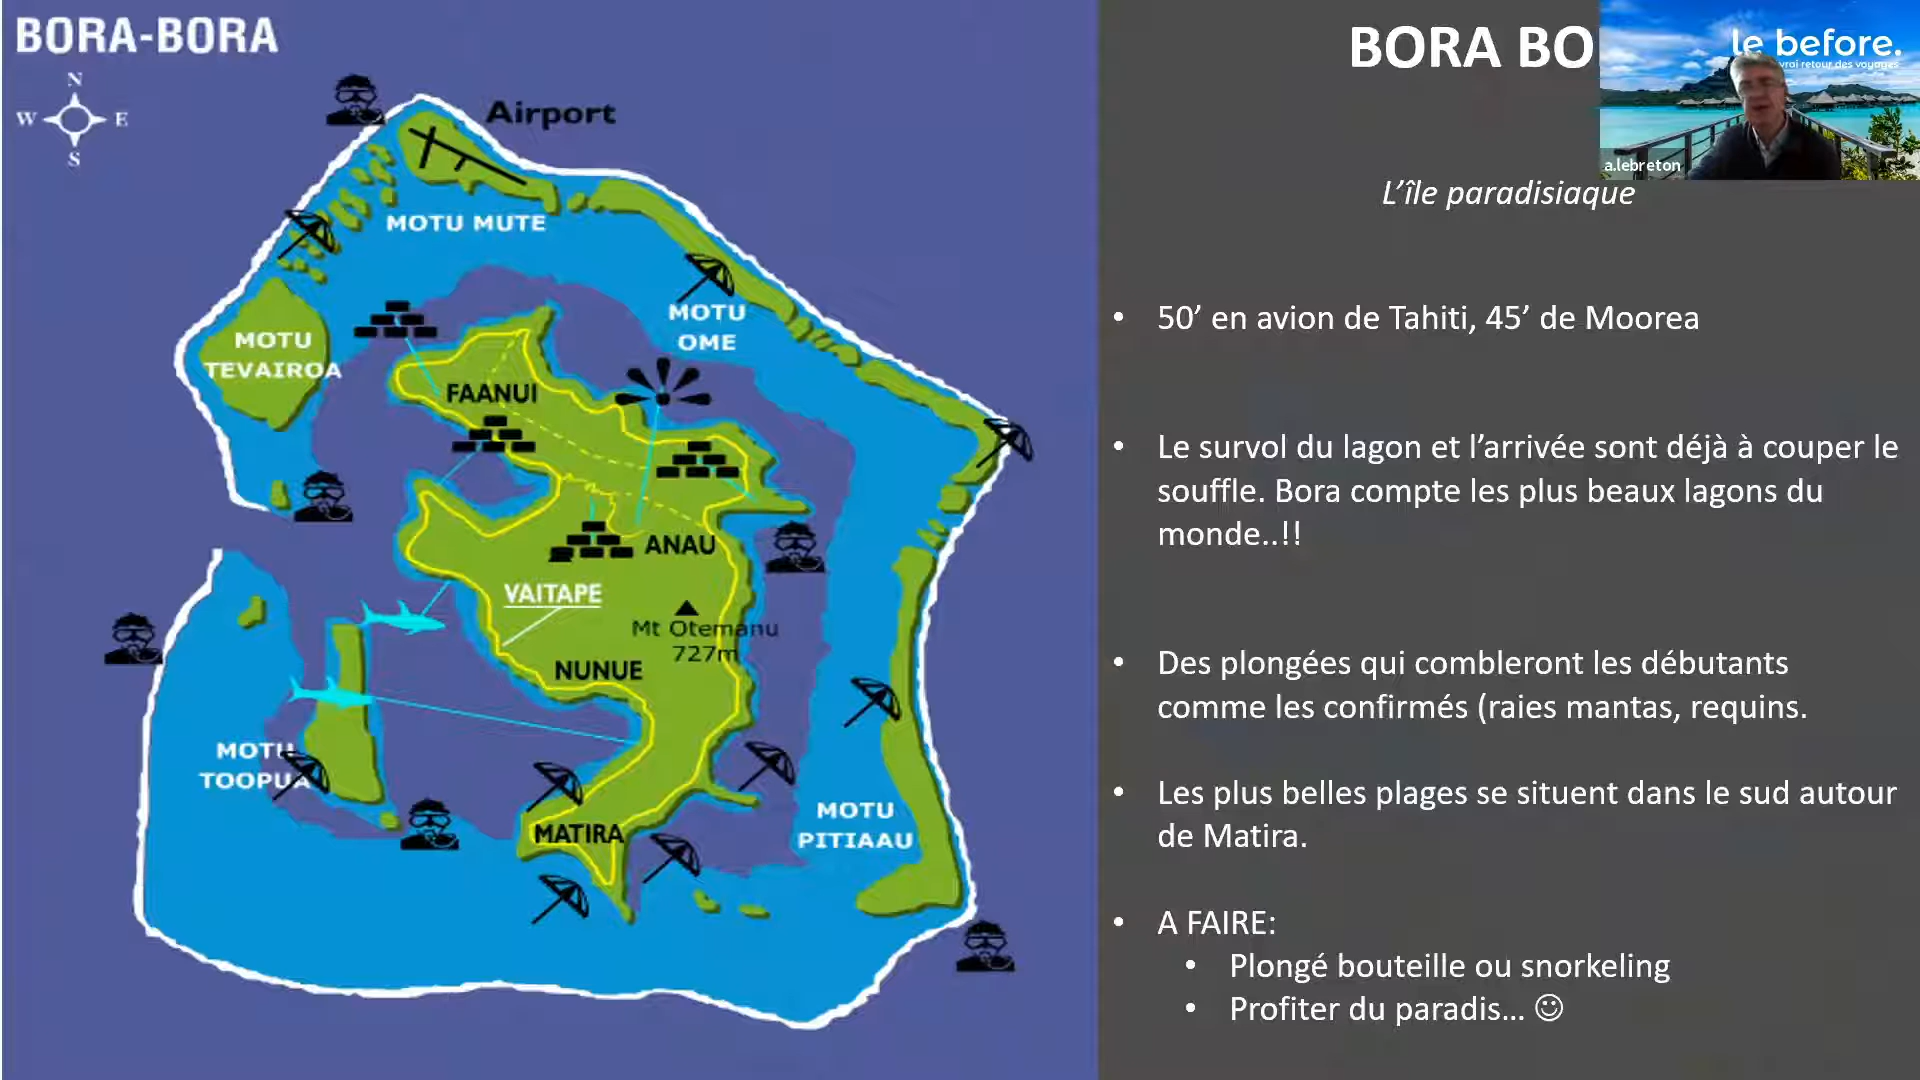 BORA-BORA
N
W E
S
Airport
MOTU MUTE
MOTU
OME
MOTU
TEVAIROA
FAANUI
ANAU
VAITAPE
Mt Otemanu
727m
NUNUE
MOTU
TOOPUA
MATIRA
MOTU
PITIAAU
BORA BO
le before.
vrai retour des voyages
a.lebreton
L’île paradisiaque
• 50’ en avion de Tahiti, 45’ de Moorea
• Le survol du lagon et l’arrivée sont déjà à couper le
souffle. Bora compte les plus beaux lagons du
monde..!!
• Des plongées qui combleront les débutants
comme les confirmés (raies mantas, requins.
• Les plus belles plages se situent dans le sud autour
de Matira.
• A FAIRE:
• Plongé bouteille ou snorkeling
• Profiter du paradis... ☺